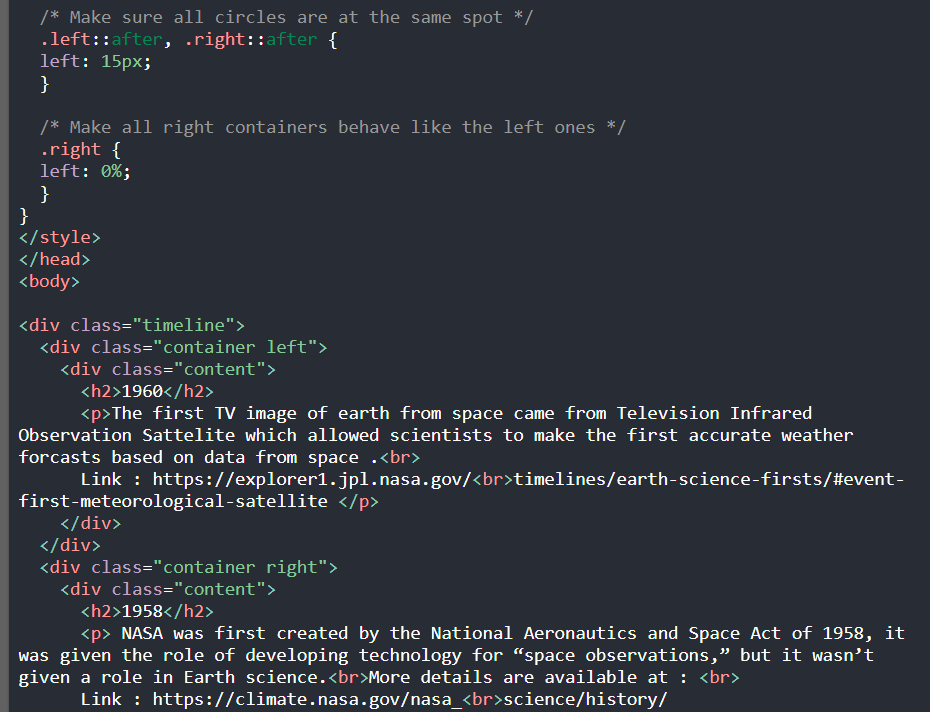 /* Make sure all circles are at the same spot */
.left::after, .right::after {
left: 15px;
}
/* Make all right containers behave like the left ones */
.right {
left: 0%;
}
}
</style>
</head>
<body>
<div class="timeline">
<div class="container left">
<div class="content">
<h2>1960</h2>
<p>The first TV image of earth from space came from Television Infrared
Observation Sattelite which allowed scientists to make the first accurate weather
forcasts based on data from space .<br>
Link : https://explorer1.jpl.nasa.gov/<br>timelines/earth-science-firsts/#event-
first-meteorological-satellite </p>
</div>
</div>
<div class="container right">
<div class="content">
<h2>1958</h2>
<p> NASA was first created by the National Aeronautics and Space Act of 1958, it
was given the role of developing technology for “space observations,” but it wasn’t
given a role in Earth science.<br>More details are available at : <br>
Link : https://climate.nasa.gov/nasa_<br>science/history/